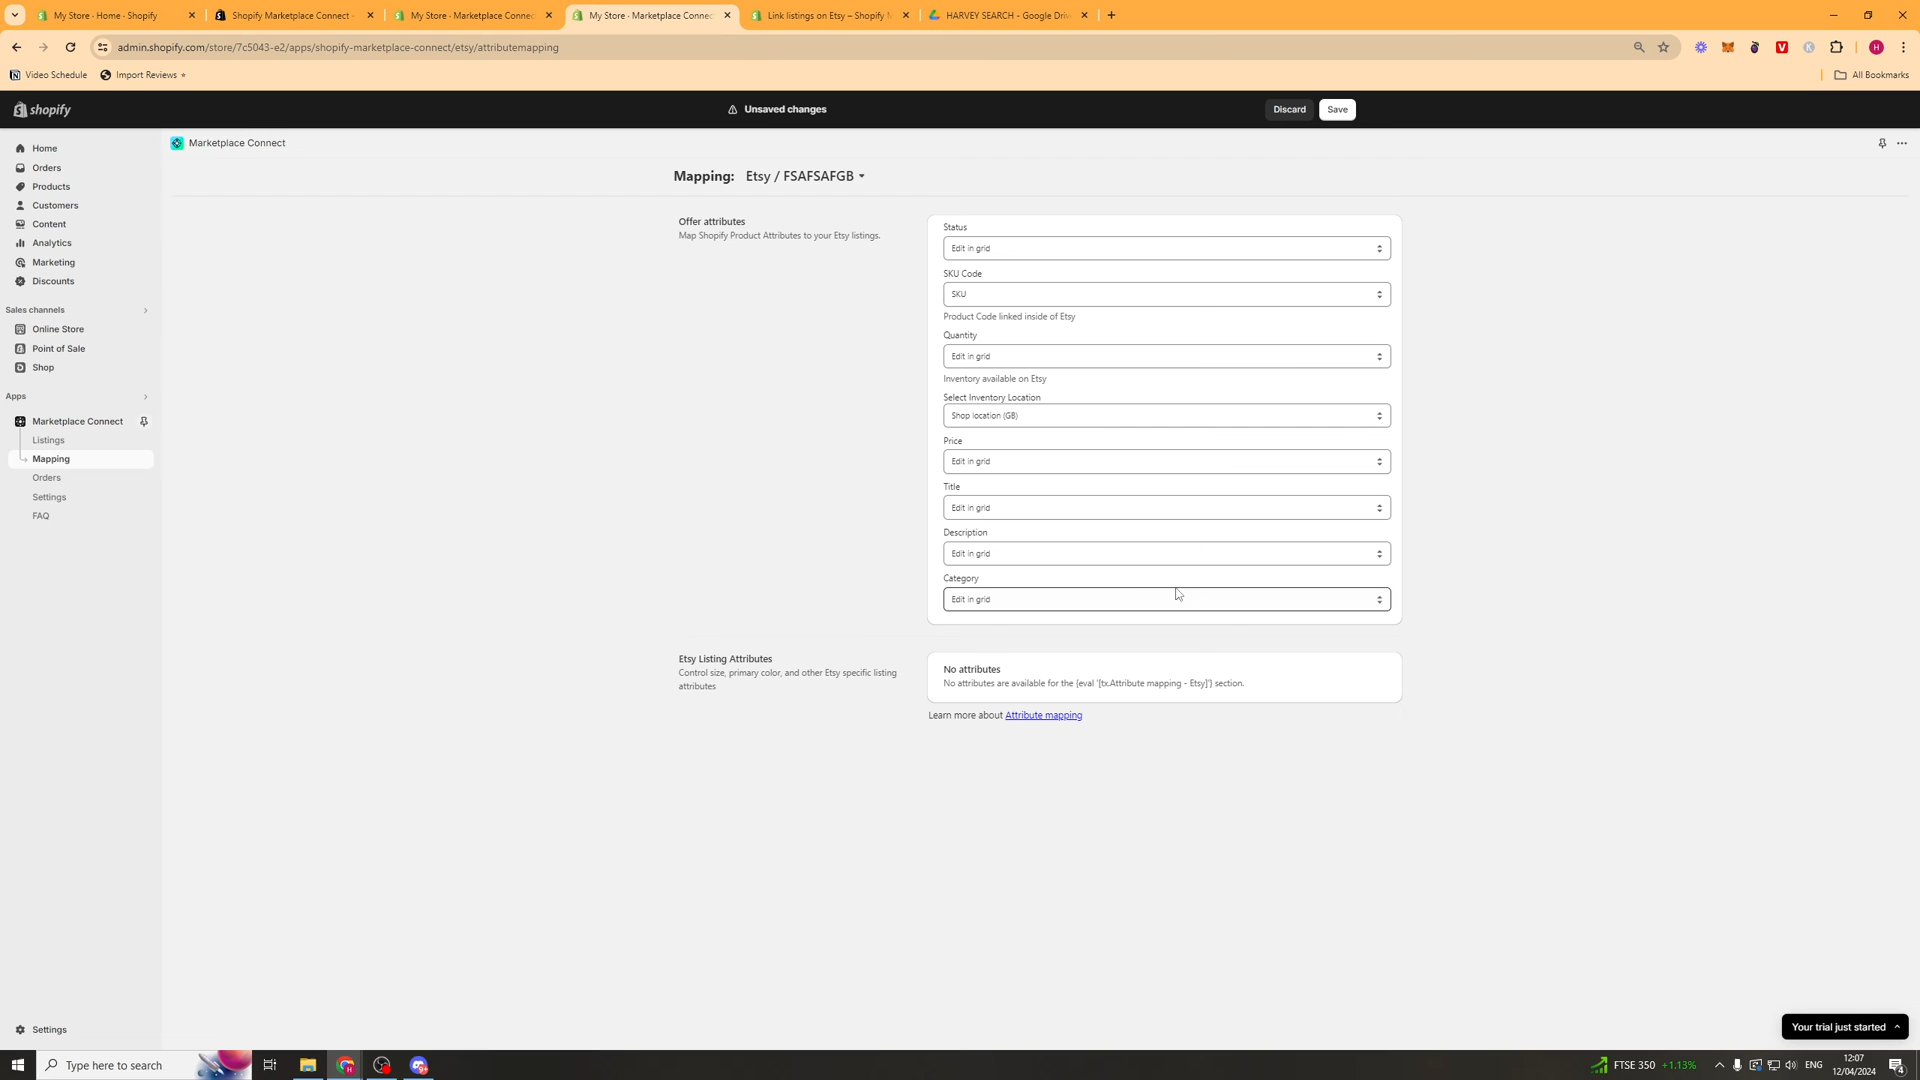 My Store · Home · Shopify
Shopify Marketplace Connect -
My Store · Marketplace Connec
My Store · Marketplace Connec
Link listings on Etsy – Shopify M
HARVEY SEARCH - Google Driv
admin.shopify.com/store/7c5043-e2/apps/shopify-marketplace-connect/etsy/attributemapping
H
Video Schedule
Import Reviews ⭐
All Bookmarks
shopify
Unsaved changes
Discard
Save
Marketplace Connect
Home
Orders
Products
Customers
Content
Analytics
Marketing
Discounts
Sales channels
Online Store
Point of Sale
Shop
Apps
Marketplace Connect
Listings
Mapping
Orders
Settings
FAQ
Settings
Mapping: Etsy / FSAFSAFGB
Offer attributes
Map Shopify Product Attributes to your Etsy listings.
Status
Edit in grid
SKU Code
SKU
Product Code linked inside of Etsy
Quantity
Edit in grid
Inventory available on Etsy
Select Inventory Location
Shop location (GB)
Price
Edit in grid
Title
Edit in grid
Description
Edit in grid
Category
Edit in grid
Etsy Listing Attributes
Control size, primary color, and other Etsy specific listing
attributes
No attributes
No attributes are available for the {eval '[tx.Attribute mapping - Etsy]'} section.
Learn more about Attribute mapping
Your trial just started
Type here to search
FTSE 350 +1.13%
ENG
12:07
12/04/2024
4